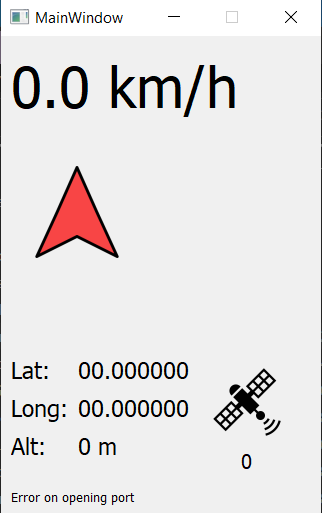 MainWindow
0.0 km/h
Lat: 00.000000
Long: 00.000000
Alt: 0 m
0
Error on opening port